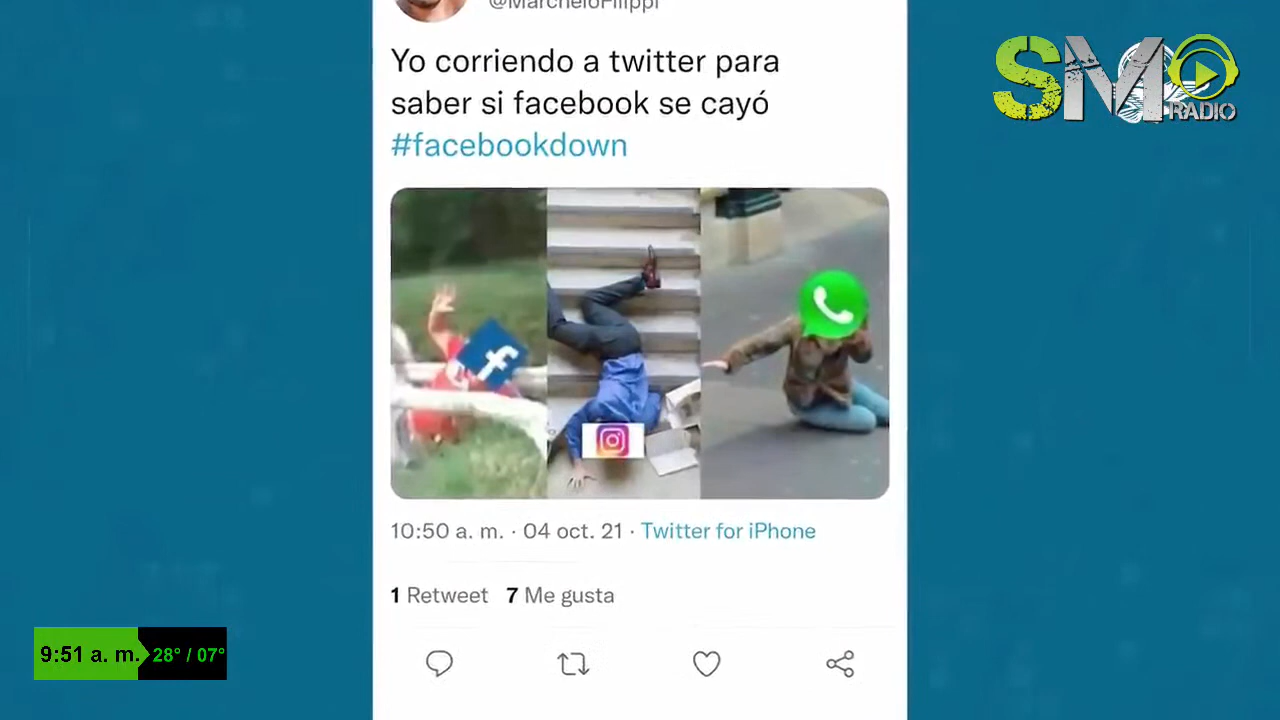 @MarcheloFilippi
Yo corriendo a twitter para
saber si facebook se cayó
#facebookdown
10:50 a. m. · 04 oct. 21 · Twitter for iPhone
1 Retweet 7 Me gusta
SM
RADIO
9:51 a. m. 28° / 07°